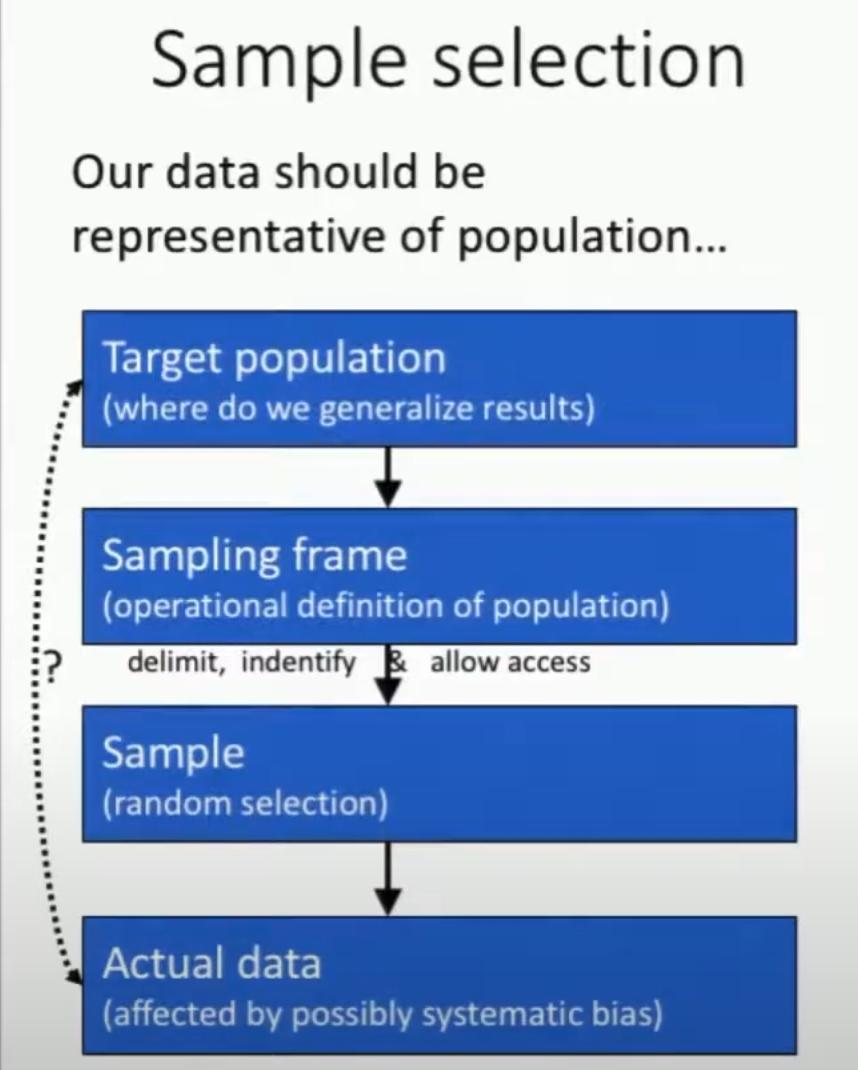 Sample selection
Our data should be
representative of population...
Target population
(where do we generalize results)
Sampling frame
(operational definition of population)
? delimit, indentify & allow access
Sample
(random selection)
Actual data
(affected by possibly systematic bias)